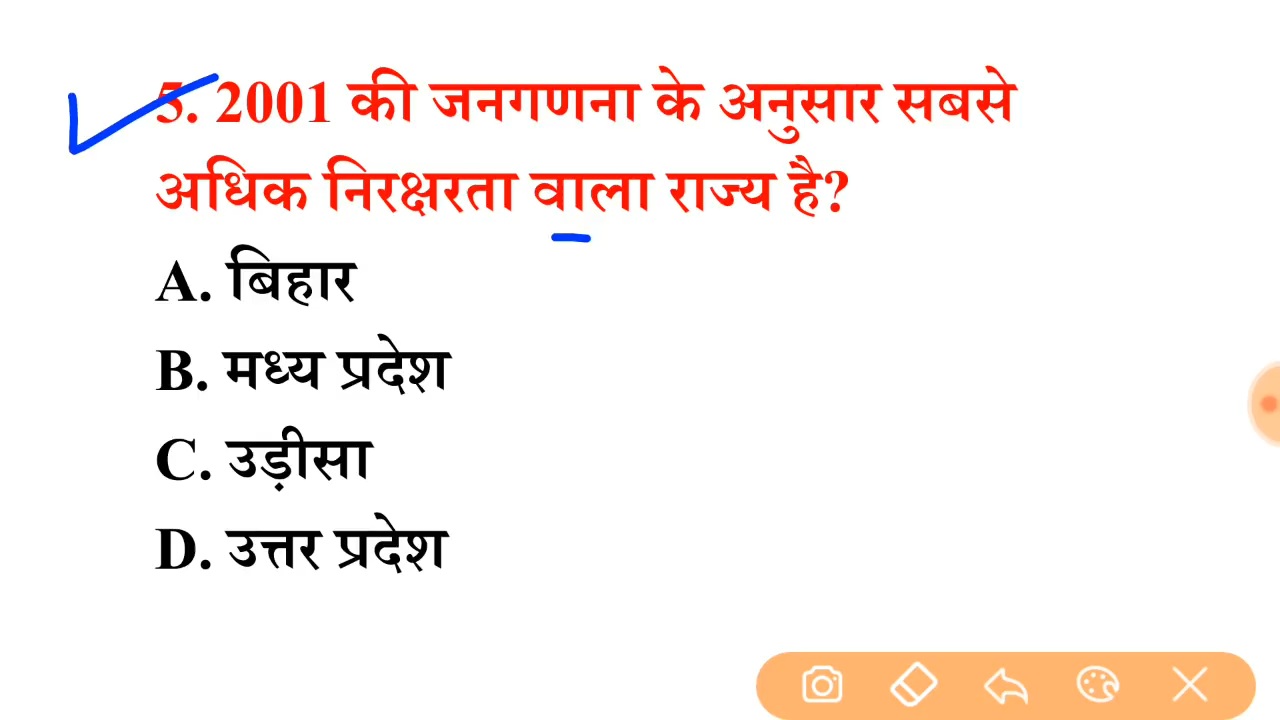 5. 2001 की जनगणना के अनुसार सबसे
अधिक निरक्षरता वाला राज्य है?
A. बिहार
B. मध्य प्रदेश
C. उड़ीसा
D. उत्तर प्रदेश